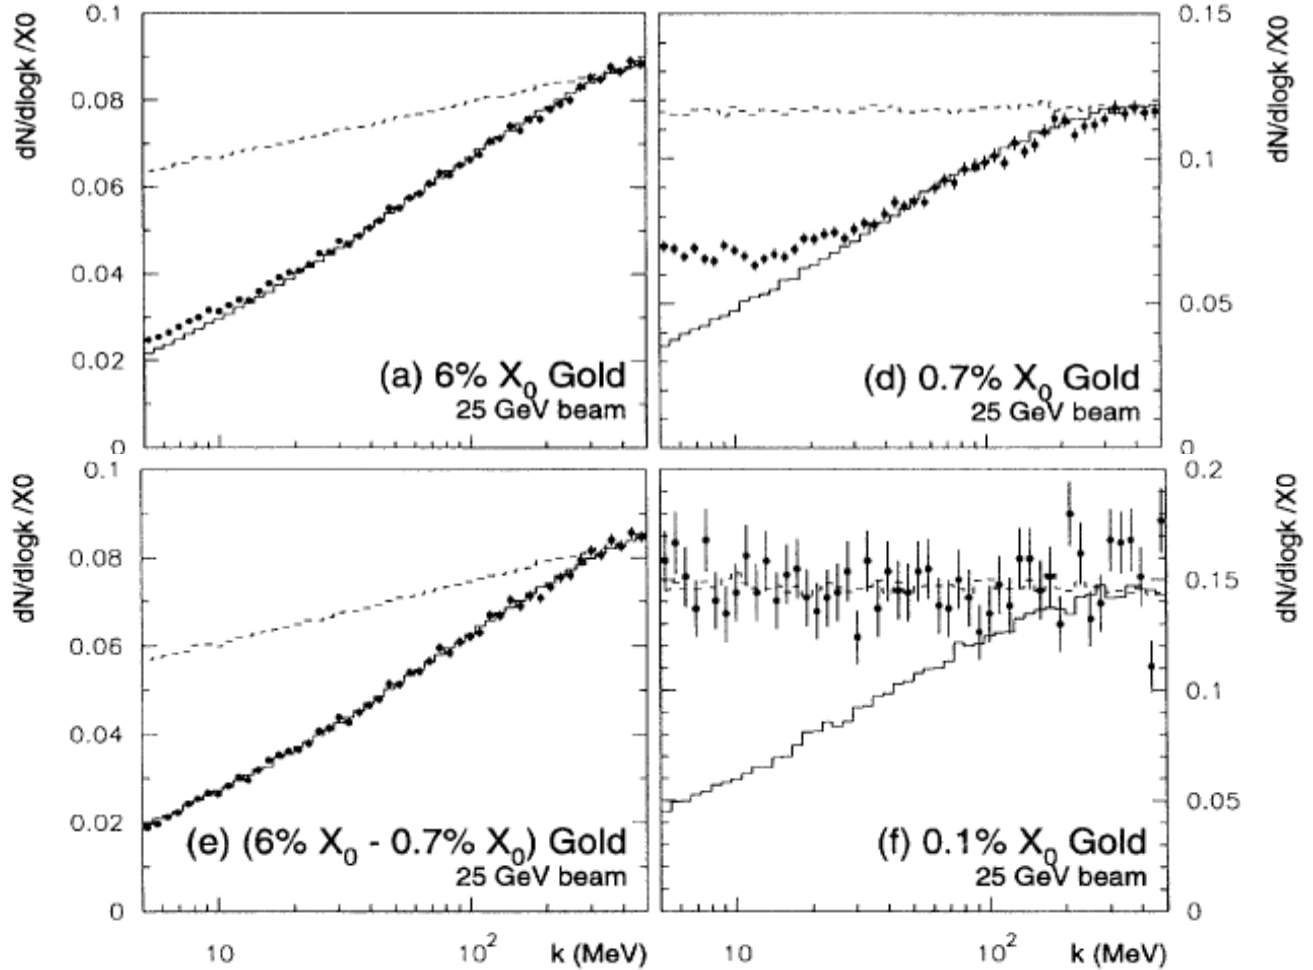 dN/dlogk /X0
0.1
0.08
0.06
0.04
0.02
0
(a) 6% X0 Gold
25 GeV beam
0.15
0.1
0.05
0
dN/dlogk /X0
(d) 0.7% X0 Gold
25 GeV beam
dN/dlogk /X0
0.1
0.08
0.06
0.04
0.02
0
(e) (6% X0 - 0.7% X0) Gold
25 GeV beam
10
10^2
k (MeV)
0.2
0.15
0.1
0.05
0
dN/dlogk /X0
(f) 0.1% X0 Gold
25 GeV beam
10
10^2
k (MeV)